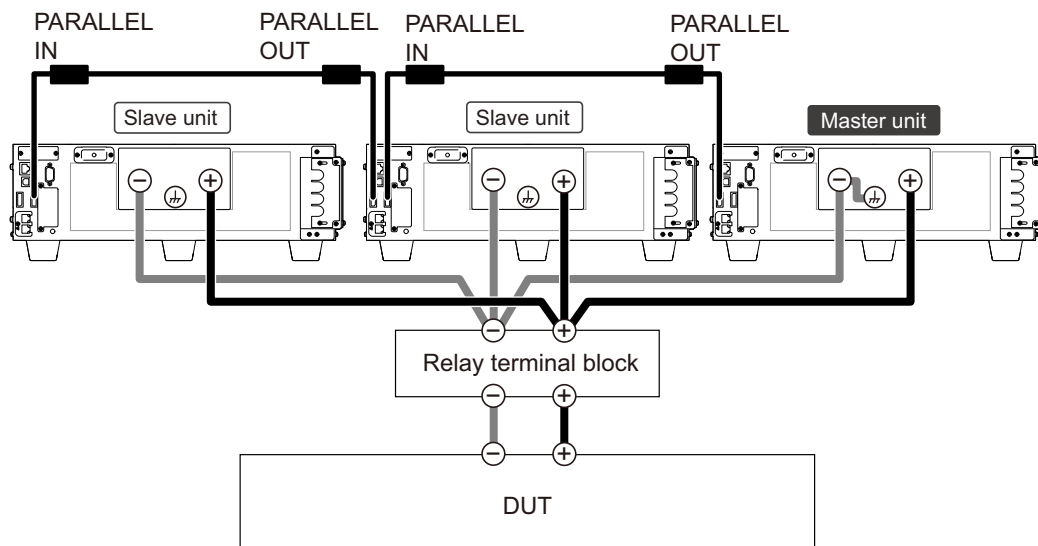 PARALLEL
IN
PARALLEL
OUT
PARALLEL
IN
PARALLEL
OUT
Slave unit
Slave unit
Master unit
− +
− +
− +
− +
Relay terminal block
− +
− +
DUT